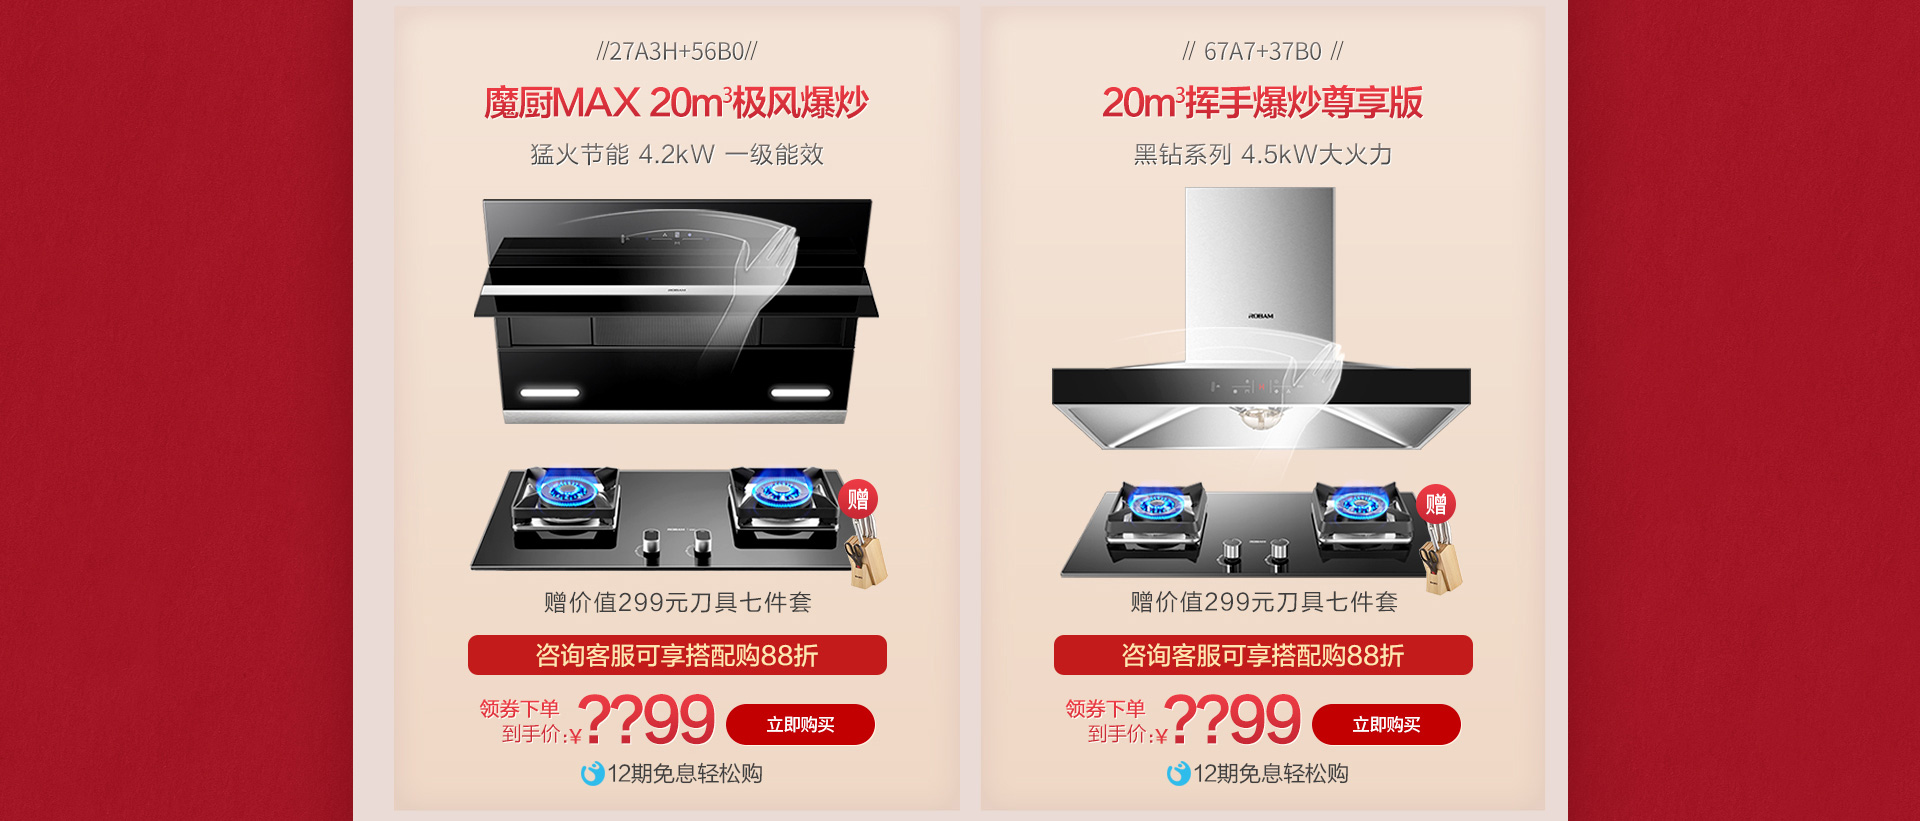 //27A3H+56B0//
魔厨MAX 20m³极风爆炒
猛火节能 4.2kW 一级能效
赠
赠价值299元刀具七件套
咨询客服可享搭配购88折
领券下单
到手价:¥??99
立即购买
12期免息轻松购
// 67A7+37B0 //
20m³挥手爆炒尊享版
黑钻系列 4.5kW大火力
ROBAM
赠
赠价值299元刀具七件套
咨询客服可享搭配购88折
领券下单
到手价:¥??99
立即购买
12期免息轻松购